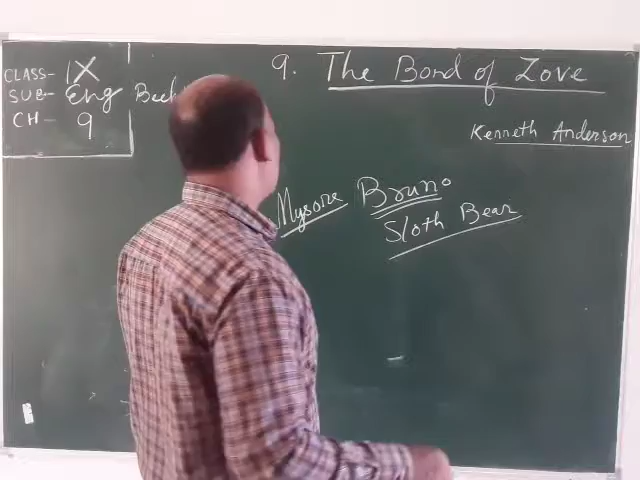 CLASS- IX
SUB- Eng
CH- 9
9. The Bond of Love
Kenneth Anderson
Mysore Bruno
Sloth Bear